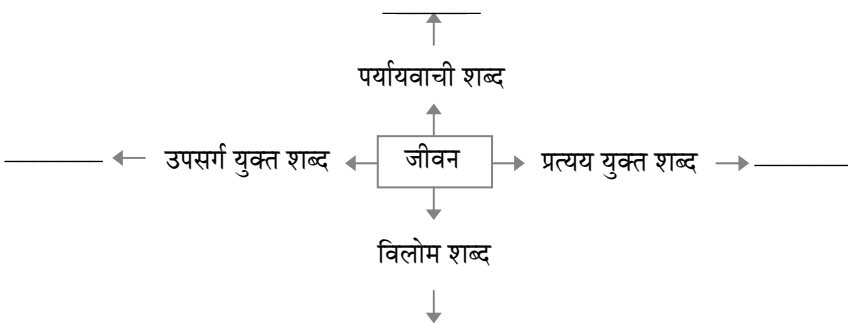 पर्यायवाची शब्द
उपसर्ग युक्त शब्द जीवन प्रत्यय युक्त शब्द
विलोम शब्द